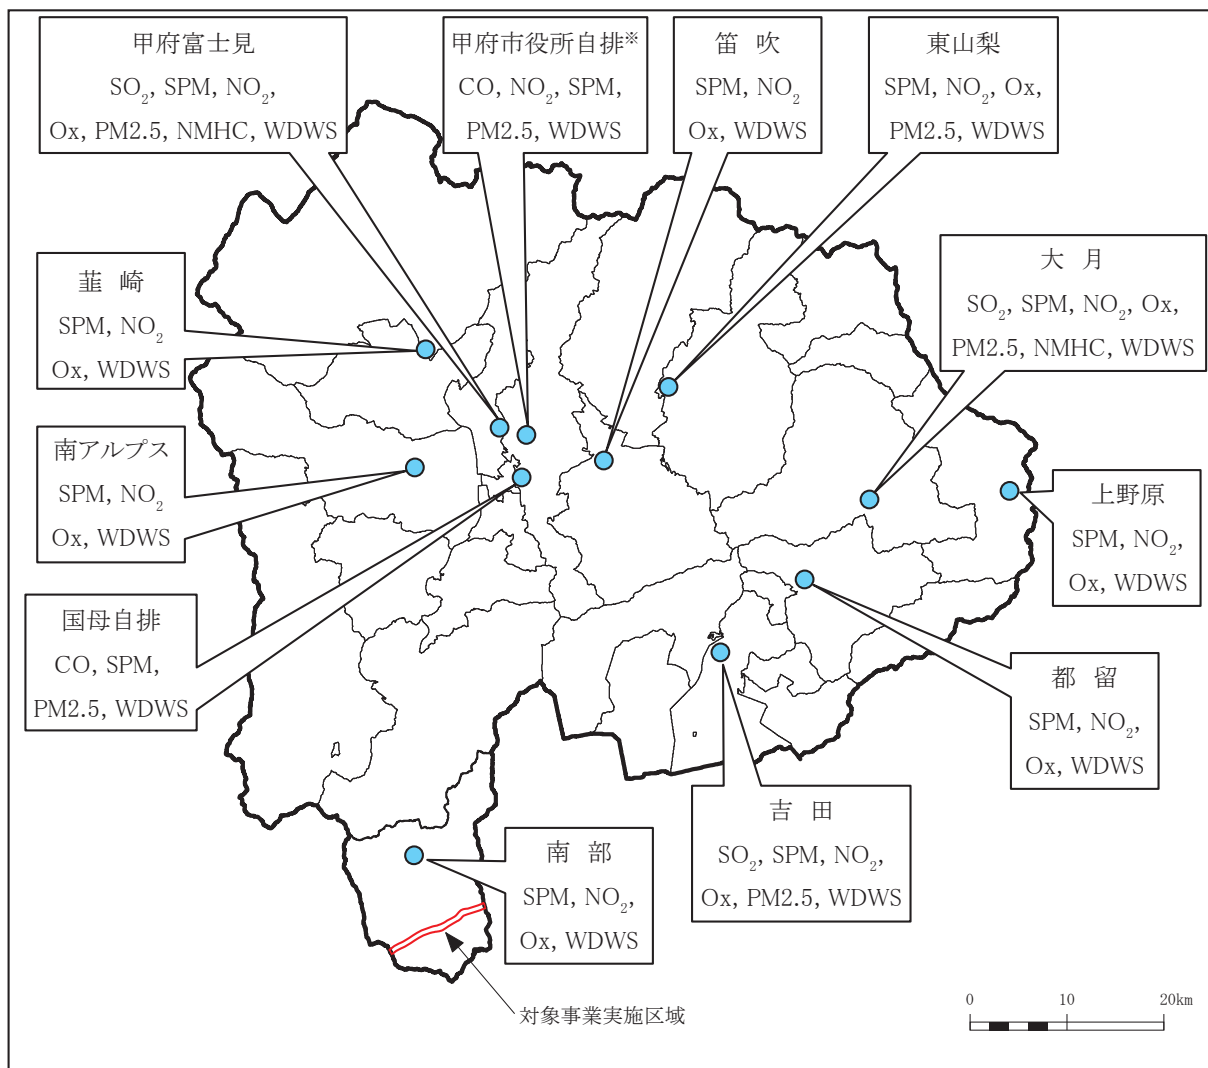 甲府富士見
SO₂, SPM, NO₂,
Ox, PM2.5, NMHC, WDWS
甲府市役所自排※
CO, NO₂, SPM,
PM2.5, WDWS
笛 吹
SPM, NO₂
Ox, WDWS
東山梨
SPM, NO₂, Ox,
PM2.5, WDWS
韮 崎
SPM, NO₂
Ox, WDWS
大 月
SO₂, SPM, NO₂, Ox,
PM2.5, NMHC, WDWS
南アルプス
SPM, NO₂
Ox, WDWS
上野原
SPM, NO₂,
Ox, WDWS
国母自排
CO, SPM,
PM2.5, WDWS
都 留
SPM, NO₂,
Ox, WDWS
吉 田
SO₂, SPM, NO₂,
Ox, PM2.5, WDWS
南 部
SPM, NO₂,
Ox, WDWS
対象事業実施区域
0 10 20km